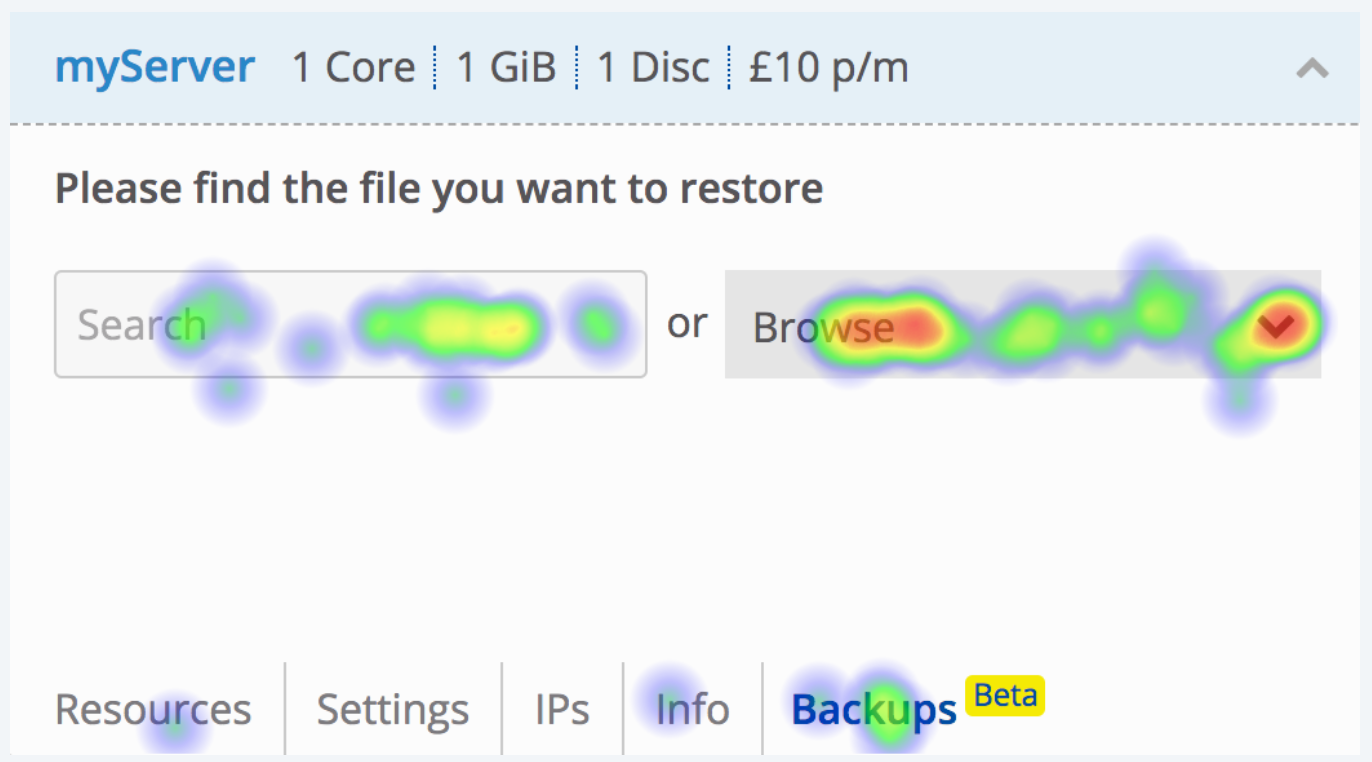 myServer 1 Core 1 GiB 1 Disc £10 p/m
Please find the file you want to restore
Search or Browse
Resources Settings IPs Info Backups Beta